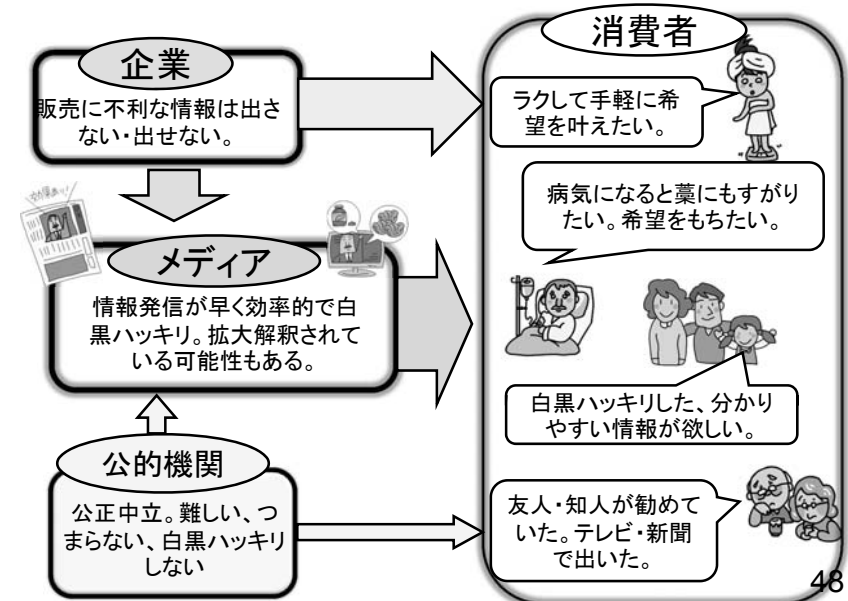 企業
販売に不利な情報は出さ
ない・出せない。
メディア
情報発信が早く効率的で白
黒ハッキリ。拡大解釈されて
いる可能性もある。
公的機関
公正中立。難しい、つ
まらない、白黒ハッキリ
しない
消費者
ラクして手軽に希
望を叶えたい。
病気になると藁にもすがり
たい。希望をもちたい。
白黒ハッキリした、分かり
やすい情報が欲しい。
友人・知人が勧めて
いた。テレビ・新聞
で出いた。
48